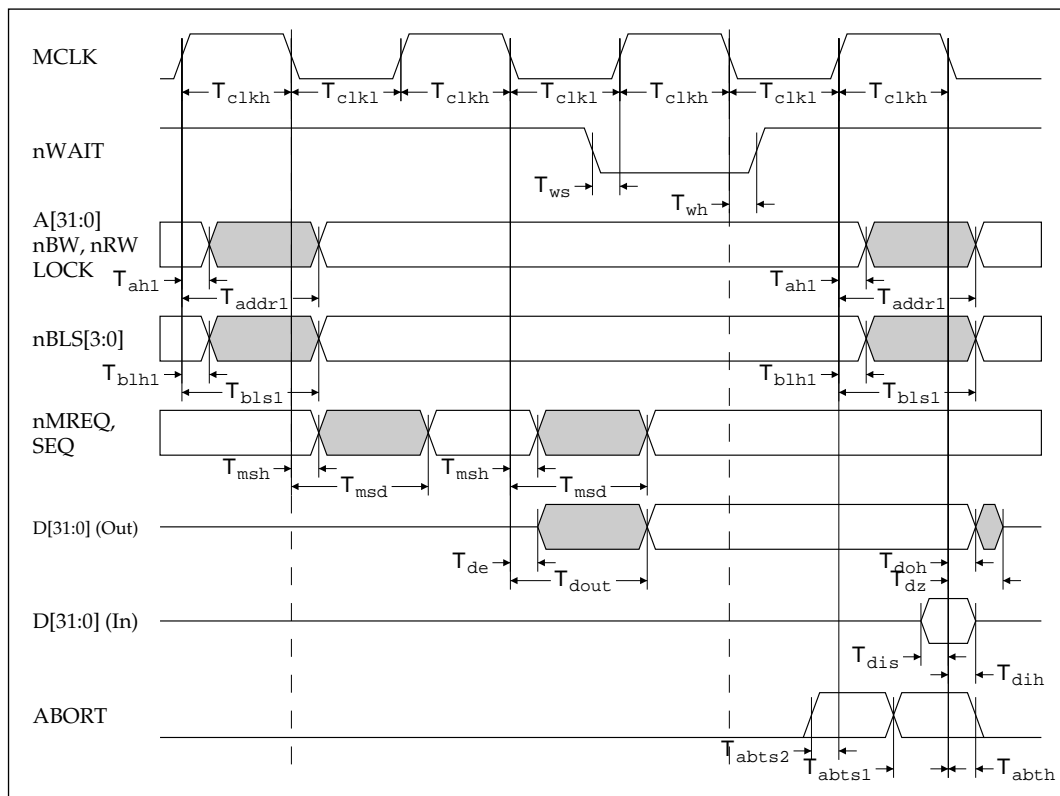 MCLK
Tclkh Tclkl Tclkh Tclkl Tclkh Tclkl Tclkh
nWAIT
Tws
Twh
A[31:0]
nBW, nRW
LOCK
Tah1 Tah1
Taddr1 Taddr1
nBLS[3:0]
Tblh1 Tblh1
Tbls1 Tbls1
nMREQ,
SEQ
Tmsh Tmsh
Tmsd Tmsd
D[31:0] (Out)
Tde Tdoh
Tdout Tdz
D[31:0] (In)
Tdis
Tdih
ABORT
Tabts2
Tabts1 Tabth